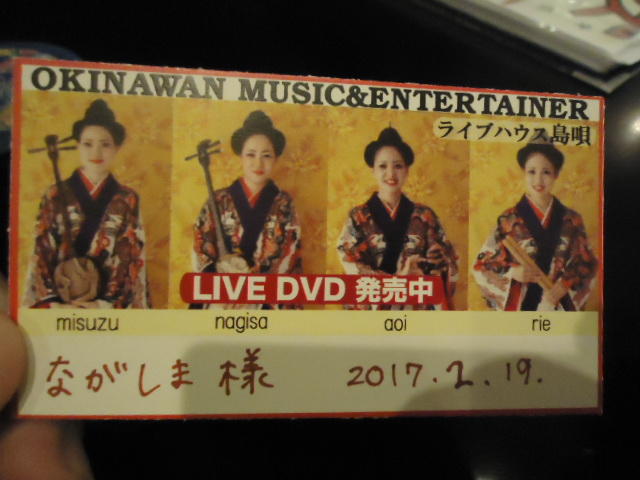 OKINAWAN MUSIC&ENTERTAINER
ライブハウス島唄
LIVE DVD 発売中
misuzu nagisa aoi rie
ながしま 様 2017.2.19.